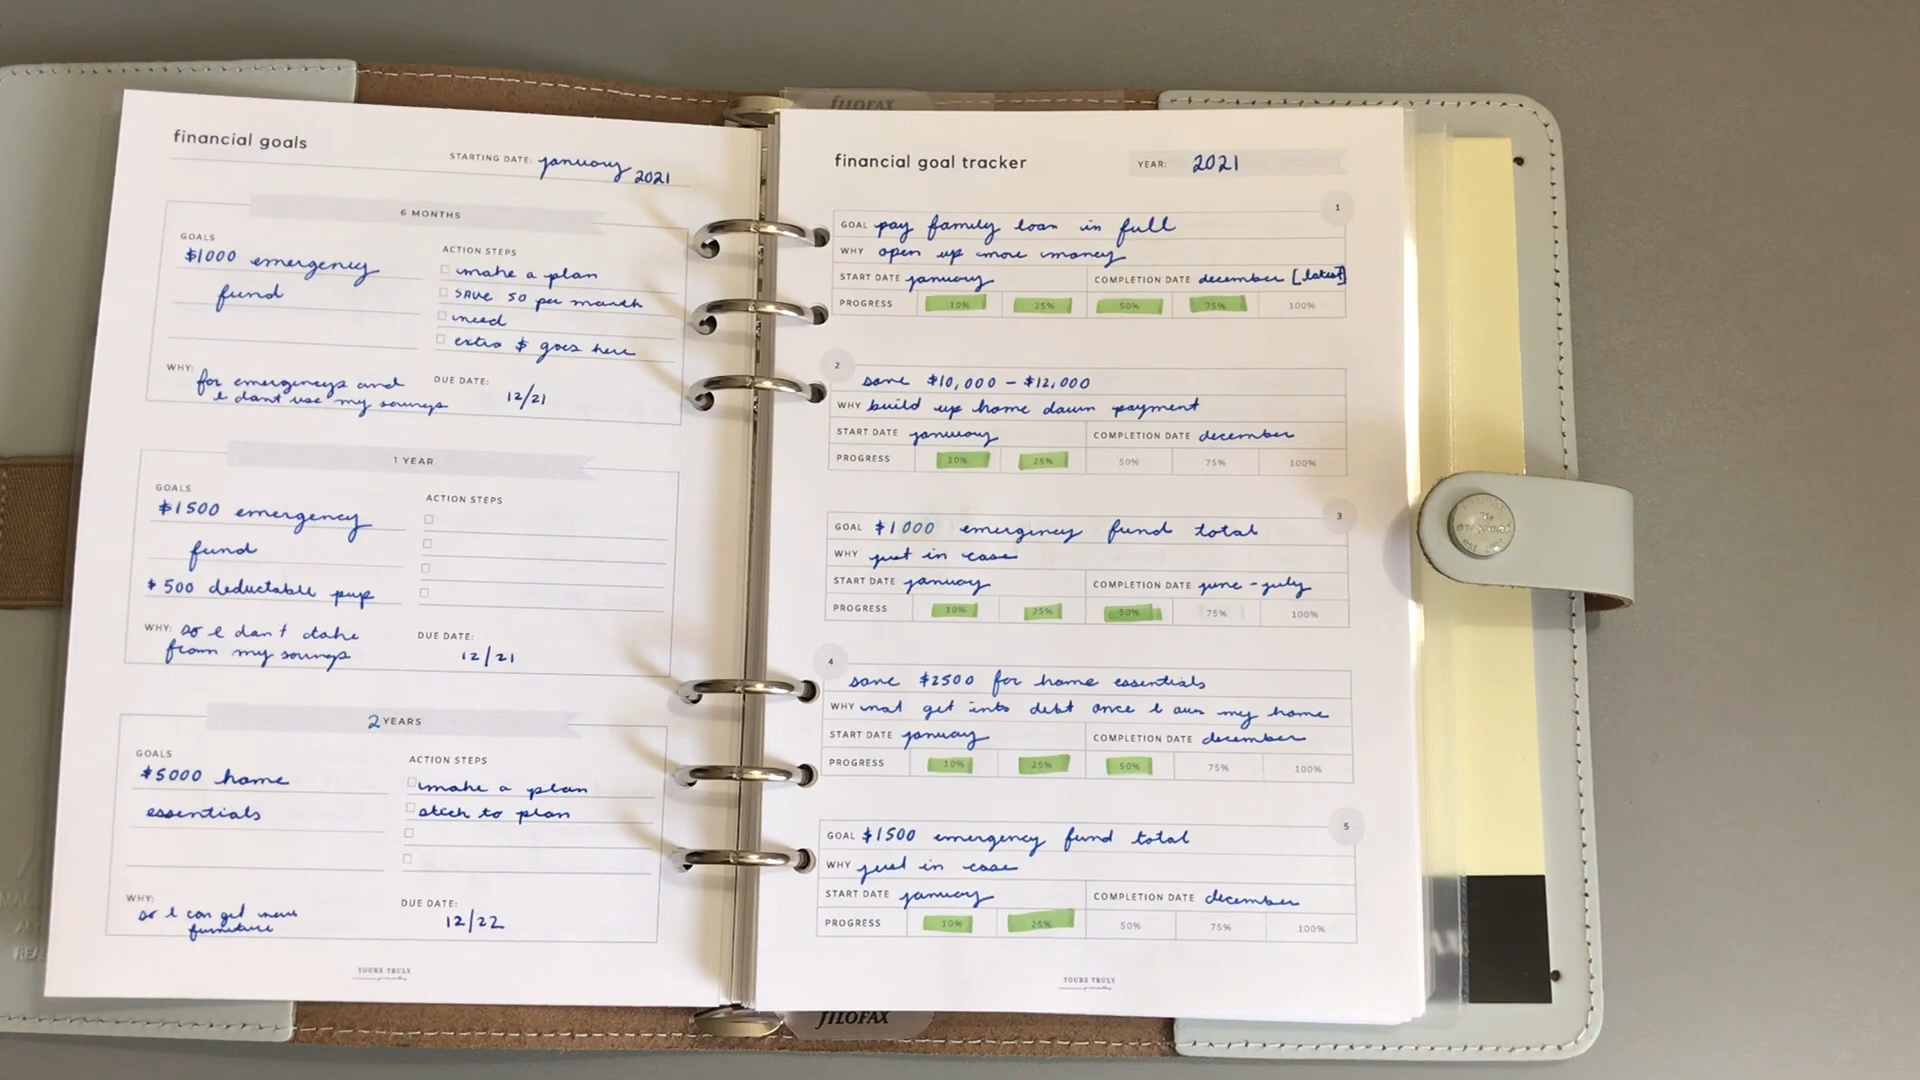 financial goals
STARTING DATE: january 2021
6 MONTHS
GOALS
$1000 emergency
fund
ACTION STEPS
make a plan
save 50 per month
need
extra $ goes here
WHY: for emergencys and
i dont use my savings
DUE DATE:
12/21
1 YEAR
GOALS
$1500 emergency
fund
$500 deductable pup
ACTION STEPS
WHY: so i don't take
from my savings
DUE DATE:
12/21
2 YEARS
GOALS
$5000 home
essentials
ACTION STEPS
make a plan
stick to plan
WHY:
so i can get
furniture
DUE DATE:
12/22
YOURS TRULY
FILOFAX
financial goal tracker
YEAR: 2021
1
GOAL pay family loan in full
WHY open up more money
START DATE january COMPLETION DATE december [latest]
PROGRESS 10% 25% 50% 75% 100%
2
save $10,000 - $12,000
WHY build up home down payment
START DATE january COMPLETION DATE december
PROGRESS 10% 25% 50% 75% 100%
3
GOAL $1000 emergency fund total
WHY just in case
START DATE january COMPLETION DATE june - july
PROGRESS 10% 25% 50% 75% 100%
4
save $2500 for home essentials
WHY not get into debt once i own my home
START DATE january COMPLETION DATE december
PROGRESS 10% 25% 50% 75% 100%
5
GOAL $1500 emergency fund total
WHY just in case
START DATE january COMPLETION DATE december
PROGRESS 10% 25% 50% 75% 100%
YOURS TRULY
FILOFAX